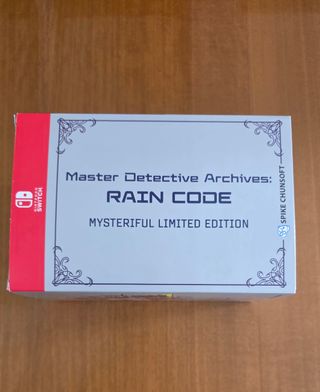 Master Detective Archives:
RAIN CODE
MYSTERIFUL LIMITED EDITION
SPIKE CHUNSOFT
NINTENDO
SWITCH